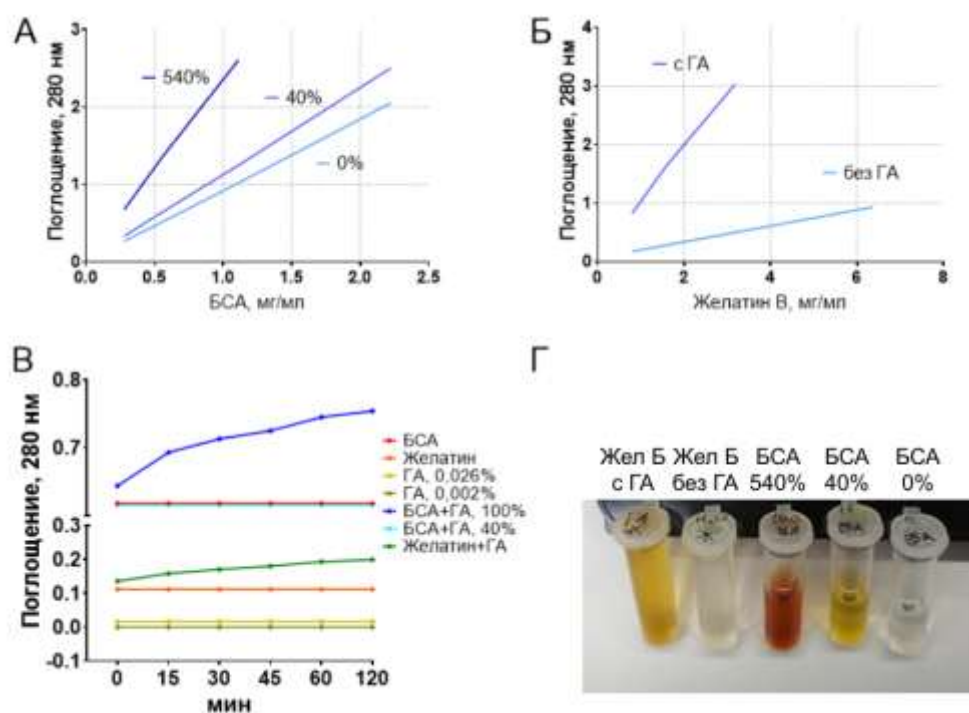 А
Поглощение, 280 нм
3
2
1
0
540%
40%
0%
0.0 0.5 1.0 1.5 2.0 2.5
БСА, мг/мл
Б
Поглощение, 280 нм
4
3
2
1
0
с ГА
без ГА
0 2 4 6 8
Желатин В, мг/мл
В
Поглощение, 280 нм
0.8
0.7
0.3
0.2
0.1
0.0
-0.1
0 15 30 45 60 120
мин
БСА
Желатин
ГА, 0,026%
ГА, 0,002%
БСА+ГА, 100%
БСА+ГА, 40%
Желатин+ГА
Г
Жел Б Жел Б БСА БСА БСА
с ГА без ГА 540% 40% 0%